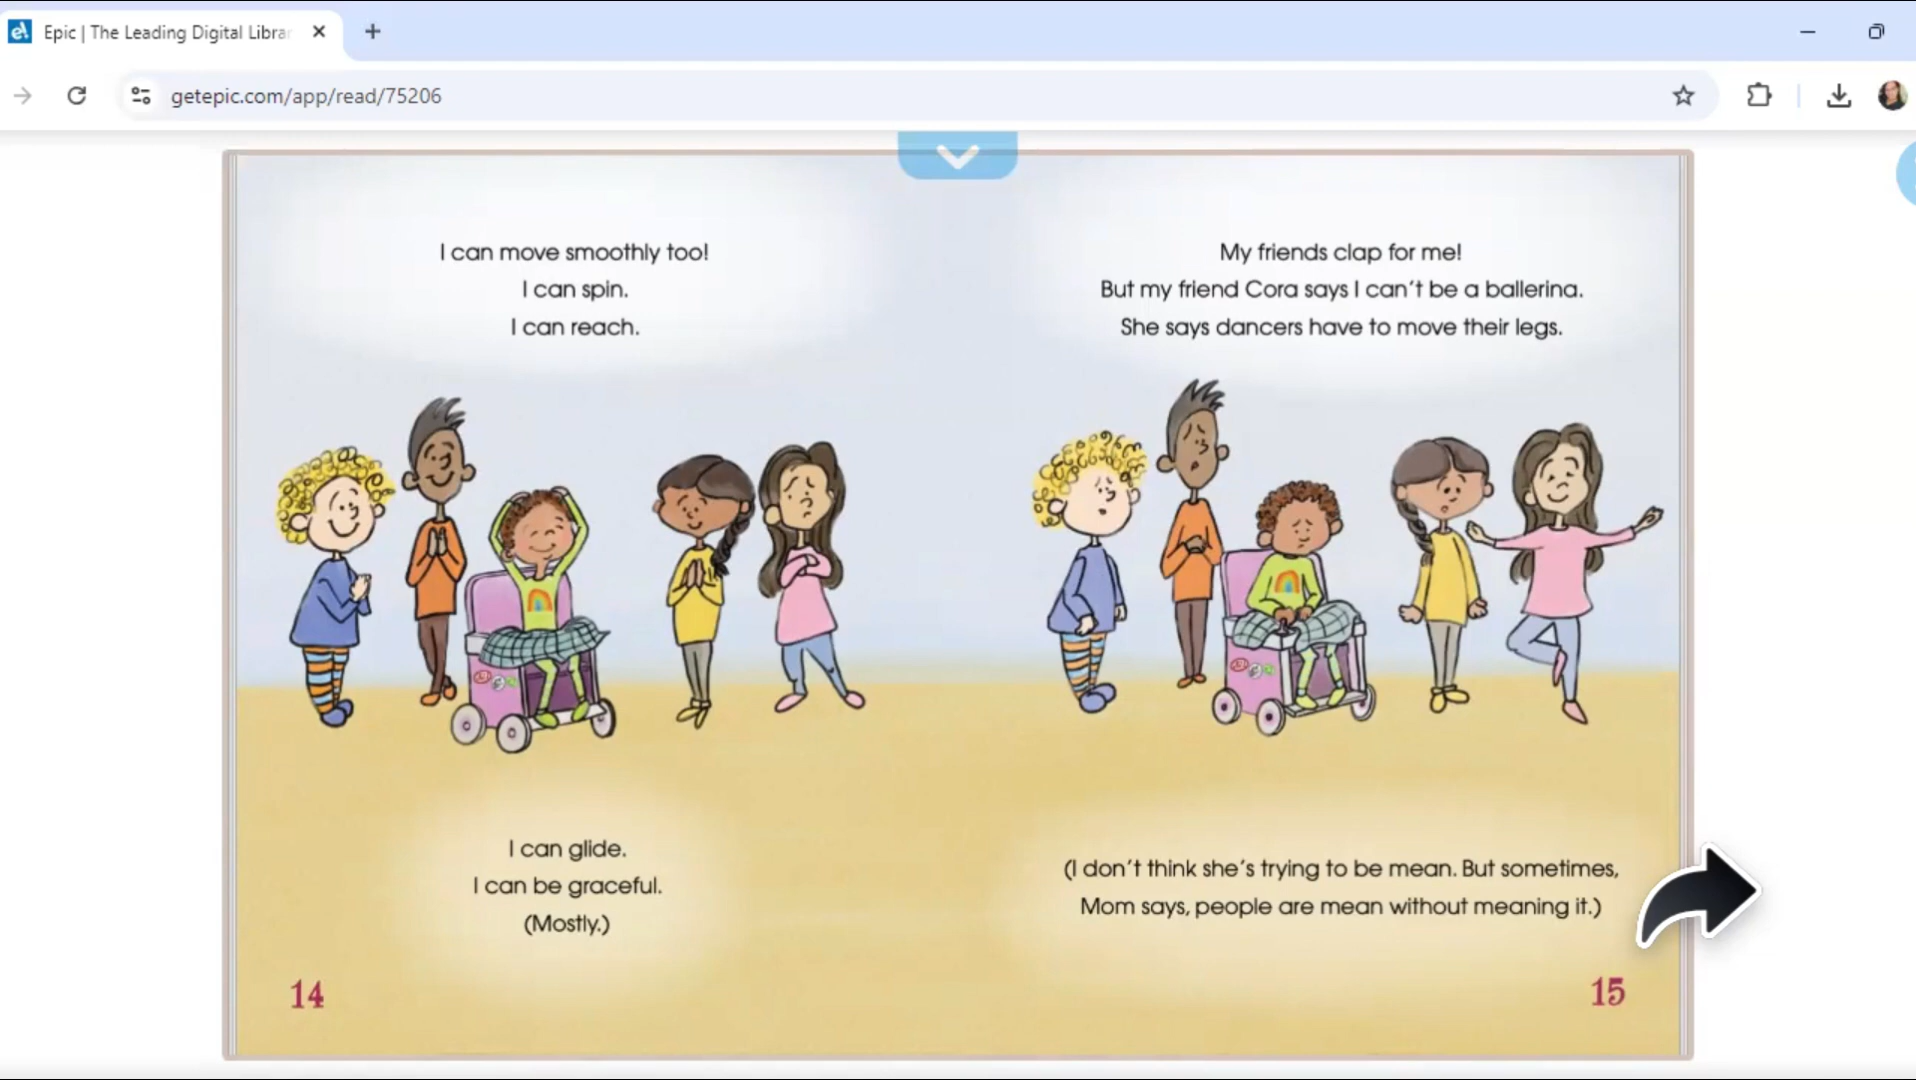 Epic | The Leading Digital Libra
getepic.com/app/read/75206
I can move smoothly too!
I can spin.
I can reach.
I can glide.
I can be graceful.
(Mostly.)
14
My friends clap for me!
But my friend Cora says I can't be a ballerina.
She says dancers have to move their legs.
(I don't think she's trying to be mean. But sometimes,
Mom says, people are mean without meaning it.)
15